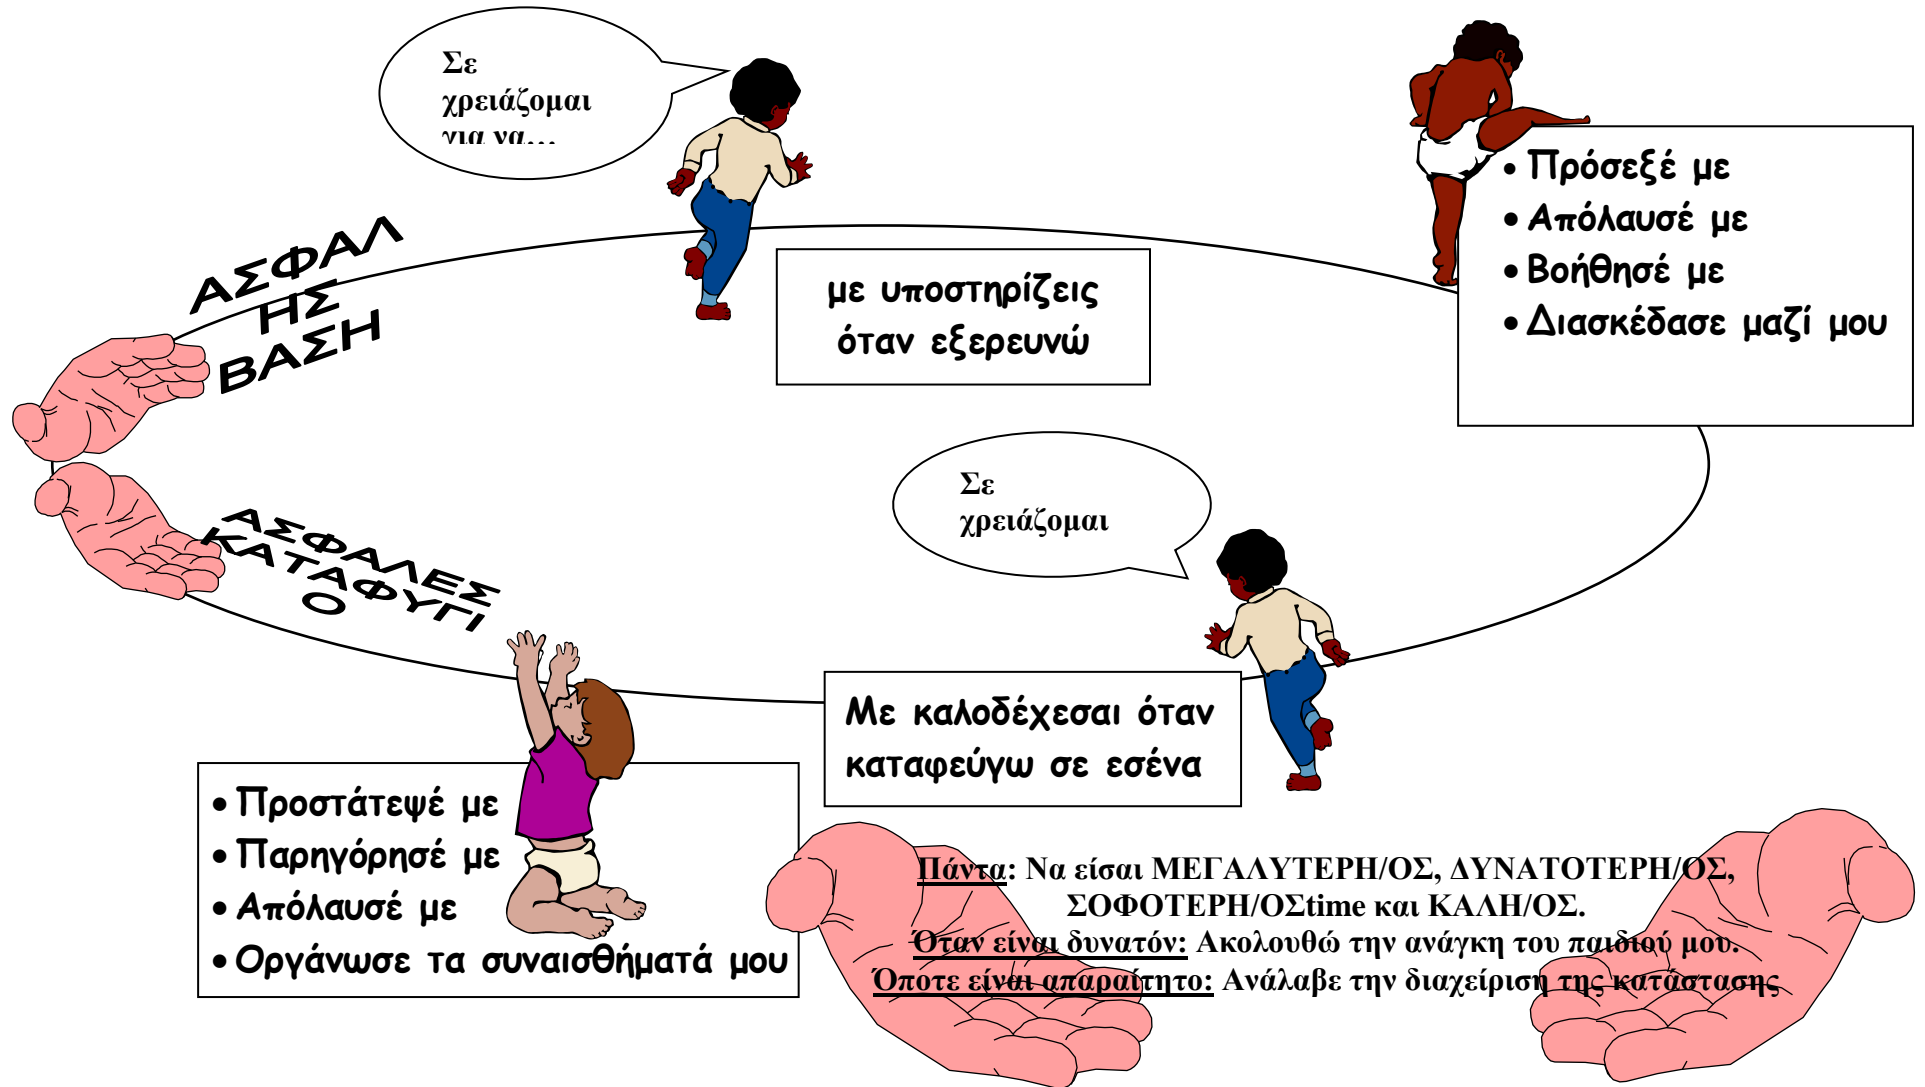 Σε
χρειάζομαι
για να…
ΑΣΦΑΛ
ΗΣ
ΒΑΣΗ
με υποστηρίζεις
όταν εξερευνώ
• Πρόσεξέ με
• Απόλαυσέ με
• Βοήθησέ με
• Διασκέδασε μαζί μου
Σε
χρειάζομαι
ΑΣΦΑΛΕΣ
ΚΑΤΑΦΥΓΙ
Ο
Με καλοδέχεσαι όταν
καταφεύγω σε εσένα
• Προστάτεψέ με
• Παρηγόρησέ με
• Απόλαυσέ με
• Οργάνωσε τα συναισθήματά μου
Πάντα: Να είσαι ΜΕΓΑΛΥΤΕΡΗ/ΟΣ, ΔΥΝΑΤΟΤΕΡΗ/ΟΣ,
ΣΟΦΟΤΕΡΗ/ΟΣtime και ΚΑΛΗ/ΟΣ.
Όταν είναι δυνατόν: Ακολουθώ την ανάγκη του παιδιού μου.
Όποτε είναι απαραίτητο: Ανάλαβε την διαχείριση της κατάστασης